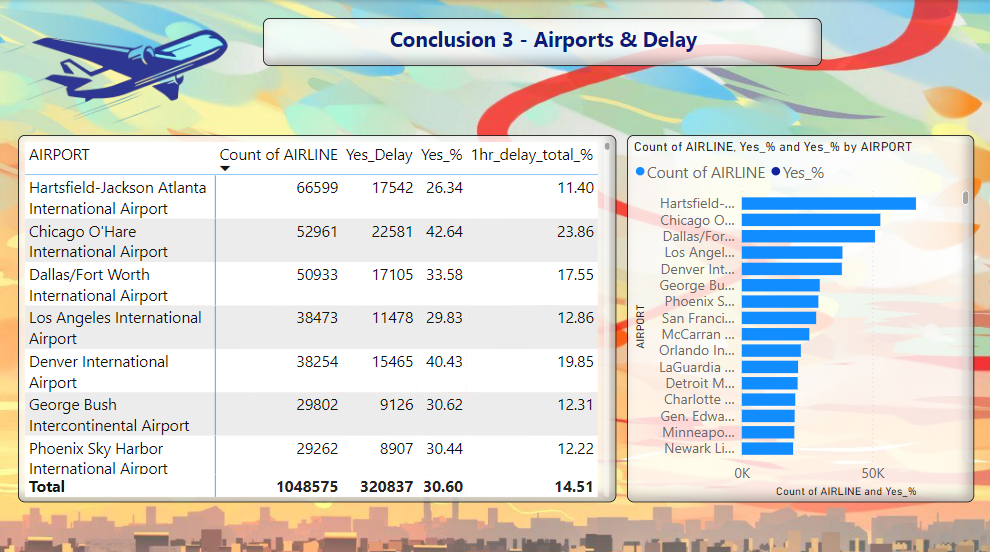 Conclusion 3 - Airports & Delay
AIRPORT Count of AIRLINE Yes_Delay Yes_% 1hr_delay_total_%
Hartsfield-Jackson Atlanta 66599 17542 26.34 11.40
International Airport
Chicago O'Hare 52961 22581 42.64 23.86
International Airport
Dallas/Fort Worth 50933 17105 33.58 17.55
International Airport
Los Angeles International 38473 11478 29.83 12.86
Airport
Denver International 38254 15465 40.43 19.85
Airport
George Bush 29802 9126 30.62 12.31
Intercontinental Airport
Phoenix Sky Harbor 29262 8907 30.44 12.22
International Airport
Total 1048575 320837 30.60 14.51
Count of AIRLINE, Yes_% and Yes_% by AIRPORT
Count of AIRLINE Yes_%
AIRPORT
Hartsfield-...
Chicago O...
Dallas/For...
Los Angel...
Denver Int...
George Bu...
Phoenix S...
San Franci...
McCarran ...
Orlando In...
LaGuardia ...
Detroit M...
Charlotte ...
Gen. Edwa...
Minneapo...
Newark Li...
0K 50K
Count of AIRLINE and Yes_%